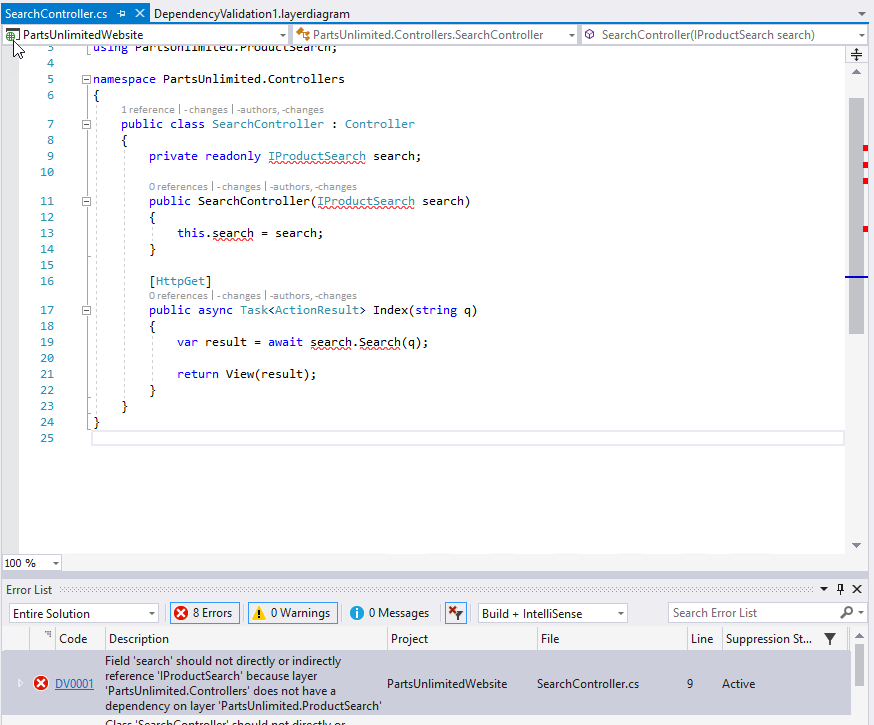 SearchController.cs DependencyValidation1.layerdiagram
PartsUnlimitedWebsite PartsUnlimited.Controllers.SearchController SearchController(IProductSearch search)
3 using PartsUnlimited.ProductSearch;
4
5 namespace PartsUnlimited.Controllers
6 {
1 reference | - changes | -authors, -changes
7 public class SearchController : Controller
8 {
9 private readonly IProductSearch search;
10
0 references | - changes | -authors, -changes
11 public SearchController(IProductSearch search)
12 {
13 this.search = search;
14 }
15
16 [HttpGet]
0 references | - changes | -authors, -changes
17 public async Task<ActionResult> Index(string q)
18 {
19 var result = await search.Search(q);
20
21 return View(result);
22 }
23 }
24 }
25
100 %
Error List
Entire Solution 8 Errors 0 Warnings 0 Messages Build + IntelliSense Search Error List
Code Description Project File Line Suppression St...
Field 'search' should not directly or indirectly
reference 'IProductSearch' because layer
DV0001 'PartsUnlimited.Controllers' does not have a PartsUnlimitedWebsite SearchController.cs 9 Active
dependency on layer 'PartsUnlimited.ProductSearch'
Class 'SearchController' should not directly or